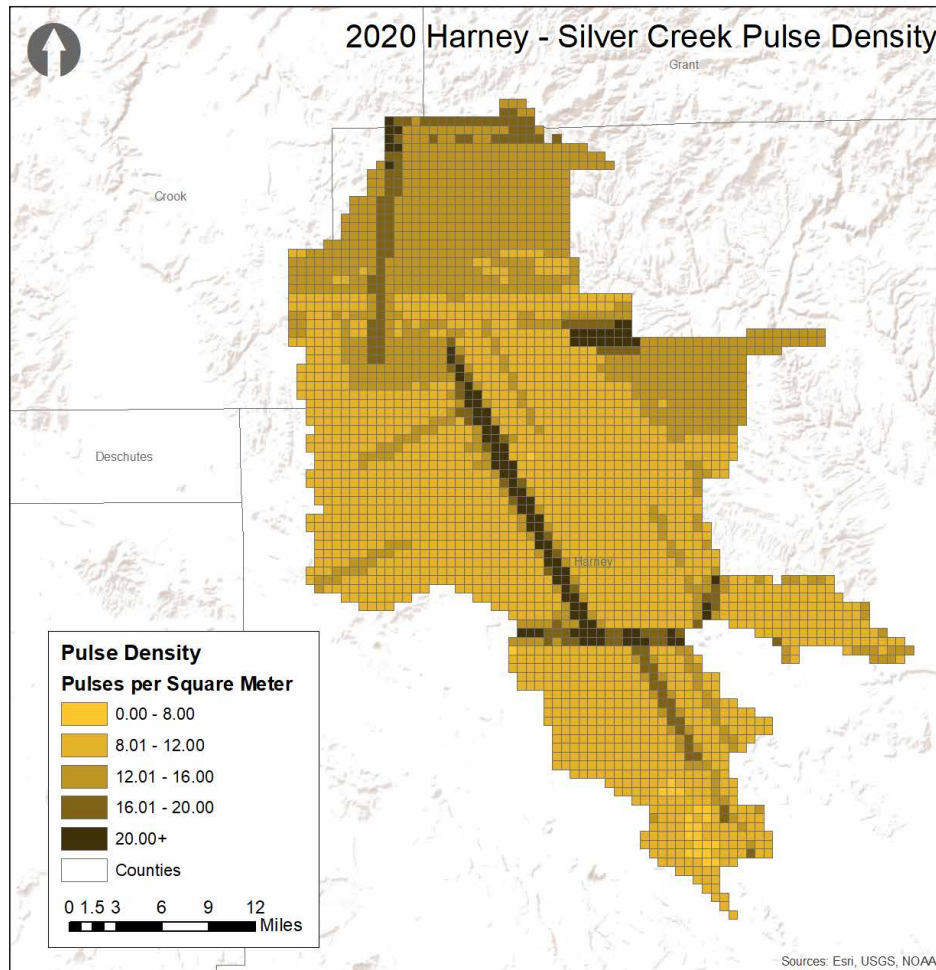 2020 Harney - Silver Creek Pulse Density
Grant
Crook
Deschutes
Harney
Pulse Density
Pulses per Square Meter
0.00 - 8.00
8.01 - 12.00
12.01 - 16.00
16.01 - 20.00
20.00+
Counties
0 1.5 3 6 9 12
Miles
Sources: Esri, USGS, NOAA